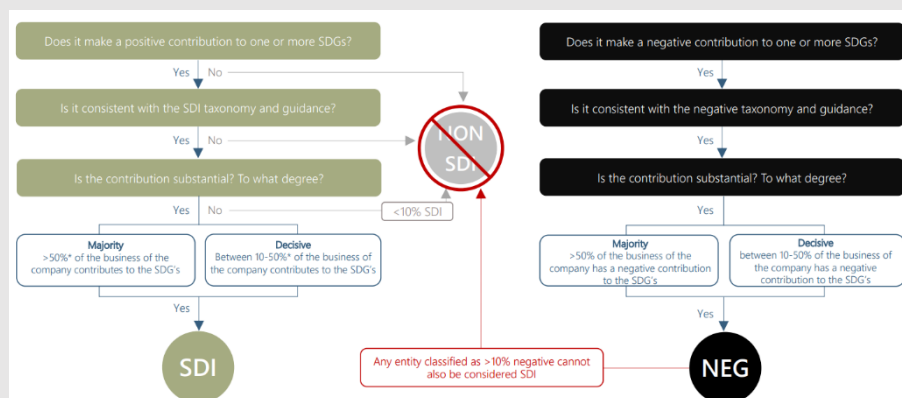 Does it make a positive contribution to one or more SDGs?
Yes
No
Is it consistent with the SDI taxonomy and guidance?
Yes
No
Is the contribution substantial? To what degree?
Yes
No
<10% SDI
Majority
>50%* of the business of the
company contributes to the SDG's
Decisive
Between 10-50%* of the business of
the company contributes to the SDG's
Yes
SDI
NON
SDI
Does it make a negative contribution to one or more SDGs?
Yes
Is it consistent with the negative taxonomy and guidance?
Yes
Is the contribution substantial? To what degree?
Yes
Majority
>50% of the business of the
company has a negative contribution
to the SDG's
Decisive
between 10-50% of the business of
the company has a negative
contribution to the SDG's
Yes
NEG
Any entity classified as >10% negative cannot
also be considered SDI